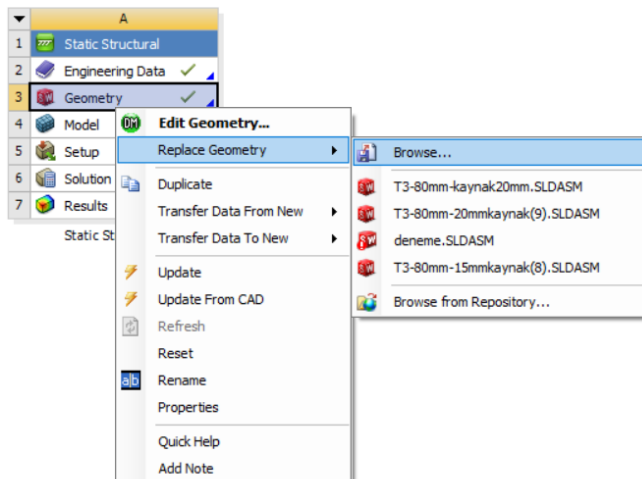 A
1 Static Structural
2 Engineering Data
3 Geometry
4 Model
5 Setup
6 Solution
7 Results
Static St
DM Edit Geometry...
Replace Geometry
Duplicate
Transfer Data From New
Transfer Data To New
Update
Update From CAD
Refresh
Reset
a|b Rename
Properties
Quick Help
Add Note
Browse...
T3-80mm-kaynak20mm.SLDASM
T3-80mm-20mmkaynak(9).SLDASM
deneme.SLDASM
T3-80mm-15mmkaynak(8).SLDASM
Browse from Repository...